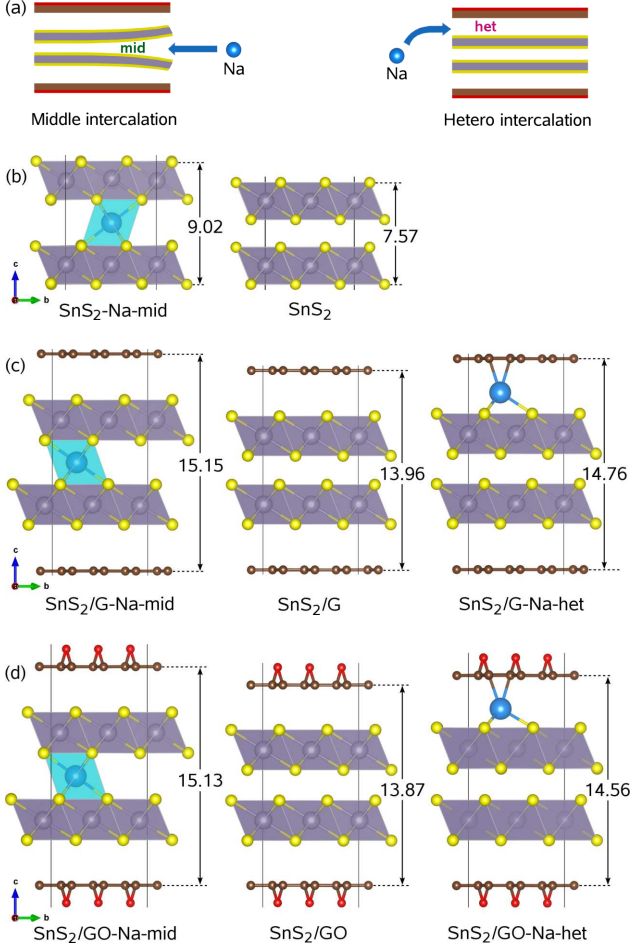 (a)
mid
Na
het
Na
Middle intercalation
Hetero intercalation
(b)
9.02
7.57
c
b
SnS₂-Na-mid
SnS₂
(c)
15.15
13.96
14.76
c
b
SnS₂/G-Na-mid
SnS₂/G
SnS₂/G-Na-het
(d)
15.13
13.87
14.56
c
b
SnS₂/GO-Na-mid
SnS₂/GO
SnS₂/GO-Na-het